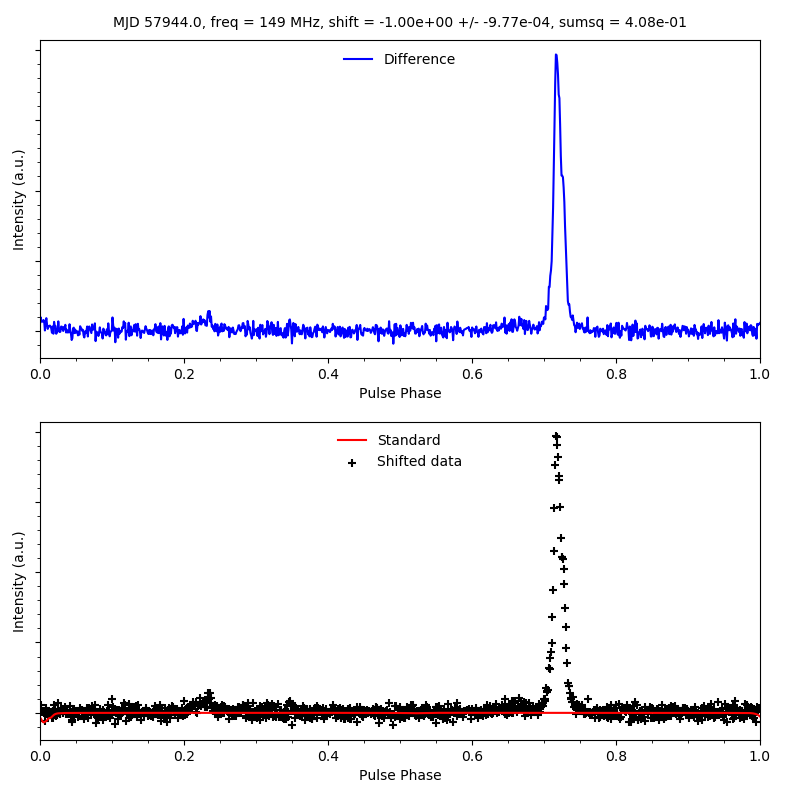 MJD 57944.0, freq = 149 MHz, shift = -1.00e+00 +/- -9.77e-04, sumsq = 4.08e-01
Difference
Intensity (a.u.)
0.0 0.2 0.4 0.6 0.8 1.0
Pulse Phase
Standard
Shifted data
Intensity (a.u.)
0.0 0.2 0.4 0.6 0.8 1.0
Pulse Phase